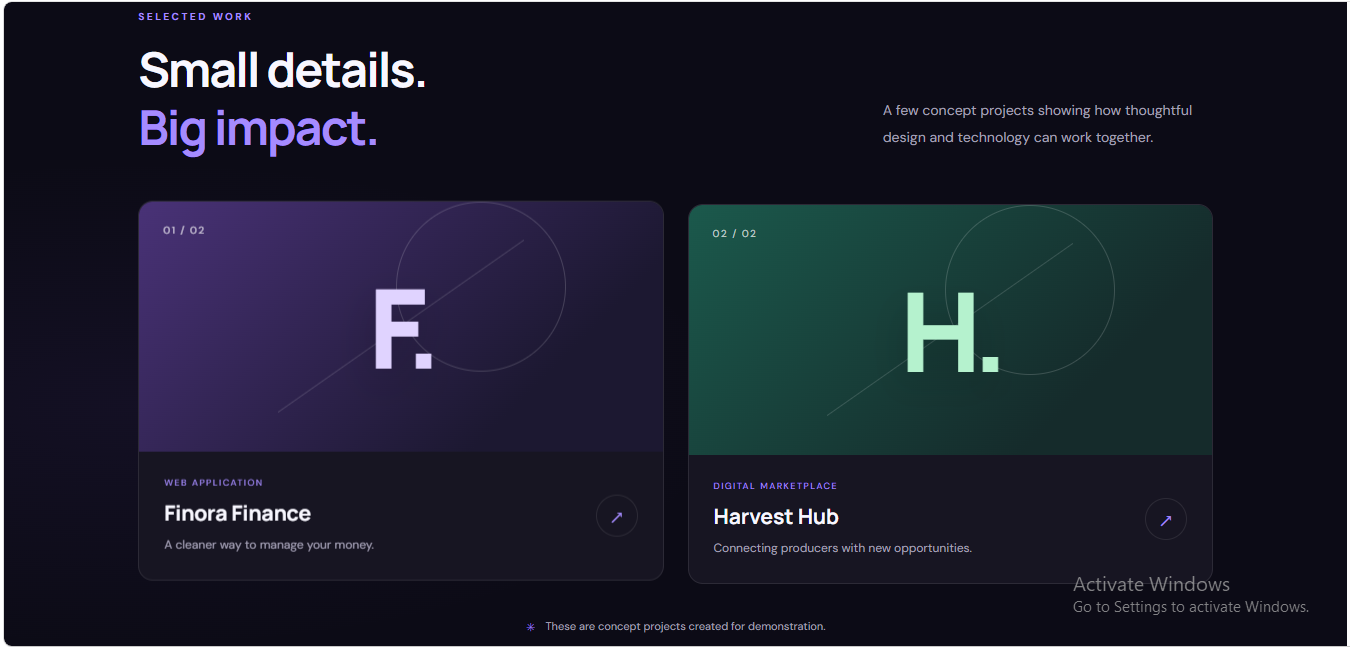 SELECTED WORK
Small details.
Big impact.
A few concept projects showing how thoughtful
design and technology can work together.
01 / 02
F.
WEB APPLICATION
Finora Finance
A cleaner way to manage your money.
↗
02 / 02
H.
DIGITAL MARKETPLACE
Harvest Hub
Connecting producers with new opportunities.
↗
Activate Windows
Go to Settings to activate Windows.
✳ These are concept projects created for demonstration.